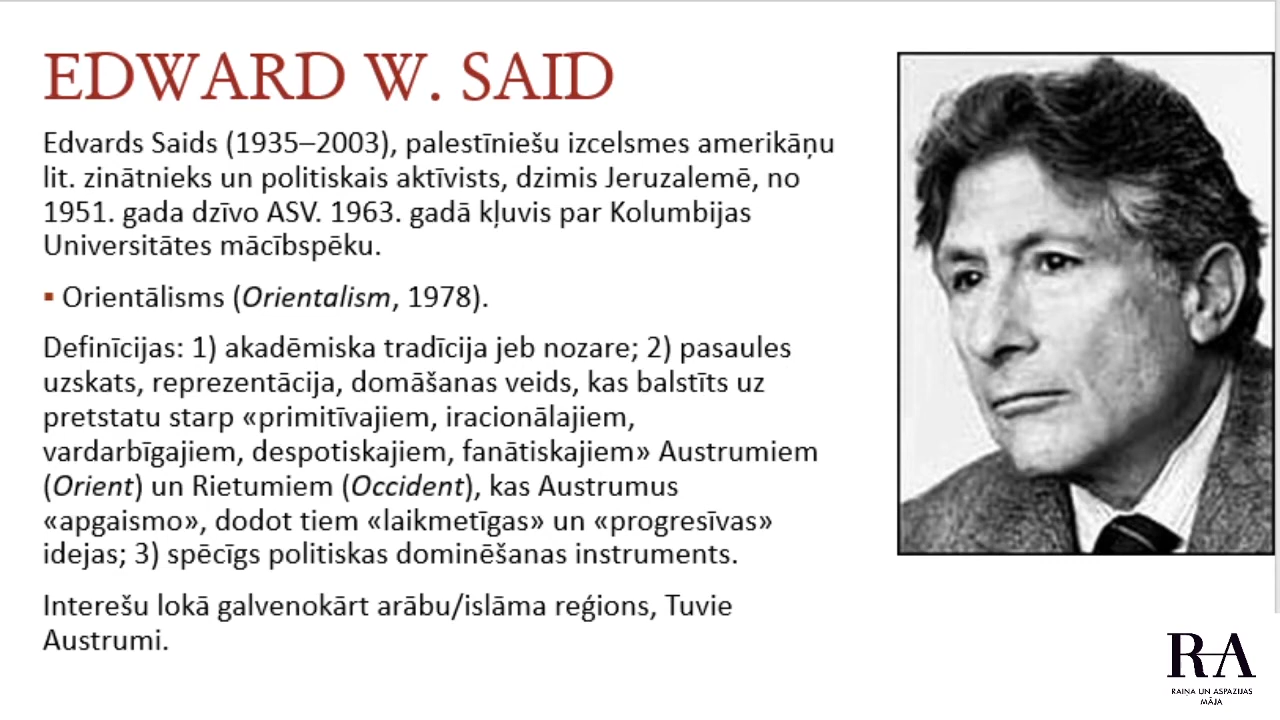 EDWARD W. SAID
Edvards Saids (1935–2003), palestīniešu izcelsmes amerikāņu
lit. zinātnieks un politiskais aktīvists, dzimis Jeruzalemē, no
1951. gada dzīvo ASV. 1963. gadā kļuvis par Kolumbijas
Universitātes mācībspēku.
▪ Orientālisms (Orientalism, 1978).
Definīcijas: 1) akadēmiska tradīcija jeb nozare; 2) pasaules
uzskats, reprezentācija, domāšanas veids, kas balstīts uz
pretstatu starp «primitīvajiem, iracionālajiem,
vardarbīgajiem, despotiskajiem, fanātiskajiem» Austrumiem
(Orient) un Rietumiem (Occident), kas Austrumus
«apgaismo», dodot tiem «laikmetīgas» un «progresīvas»
idejas; 3) spēcīgs politiskas dominēšanas instruments.
Interešu lokā galvenokārt arābu/islāma reģions, Tuvie
Austrumi.
RA
RAIŅA UN ASPAZIJAS
MĀJA